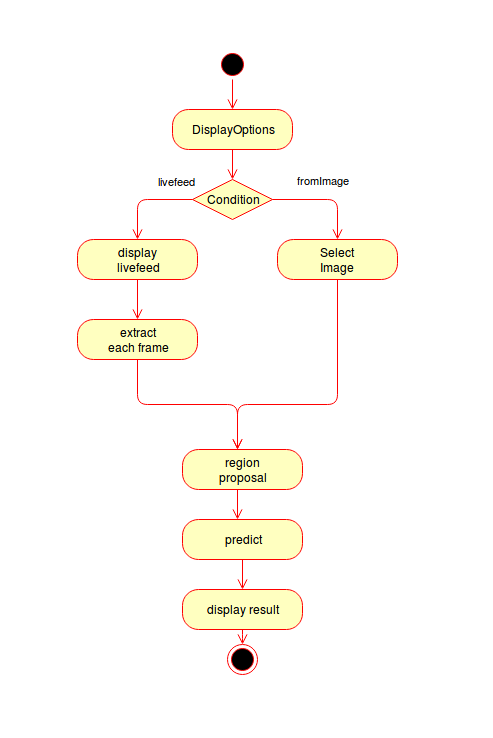 DisplayOptions
livefeed
fromImage
Condition
display
livefeed
Select
Image
extract
each frame
region
proposal
predict
display result